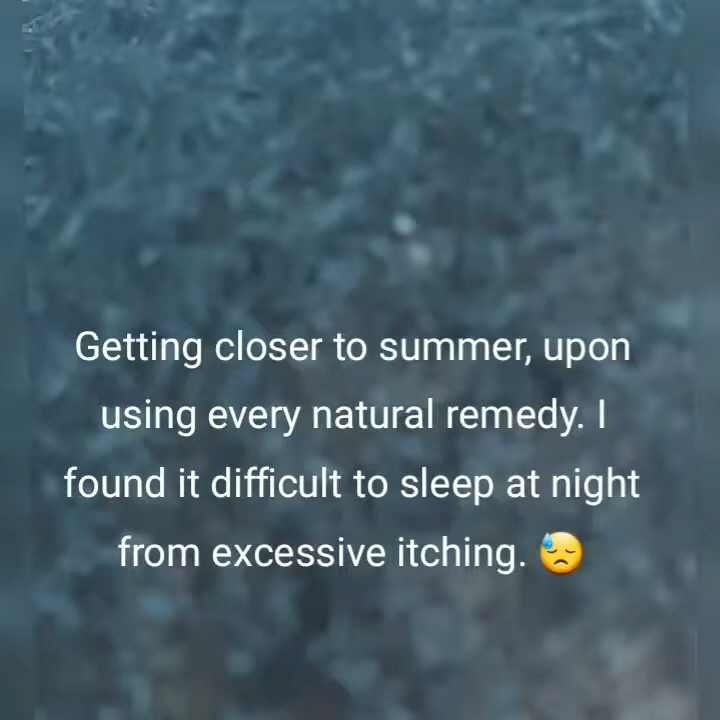 Getting closer to summer, upon
using every natural remedy. I
found it difficult to sleep at night
from excessive itching. 😓